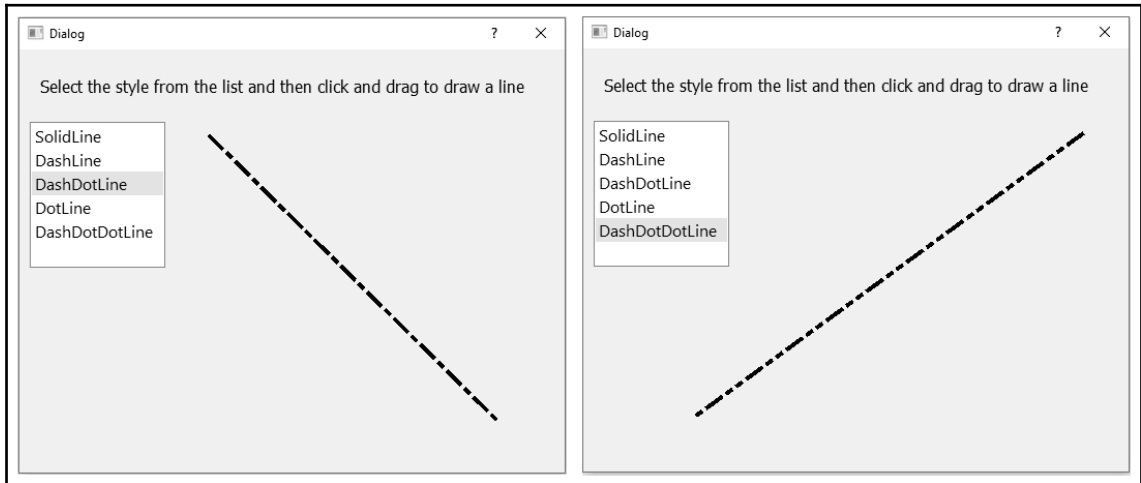 Dialog
?
Select the style from the list and then click and drag to draw a line
SolidLine
DashLine
DashDotLine
DotLine
DashDotDotLine
Dialog
?
Select the style from the list and then click and drag to draw a line
SolidLine
DashLine
DashDotLine
DotLine
DashDotDotLine